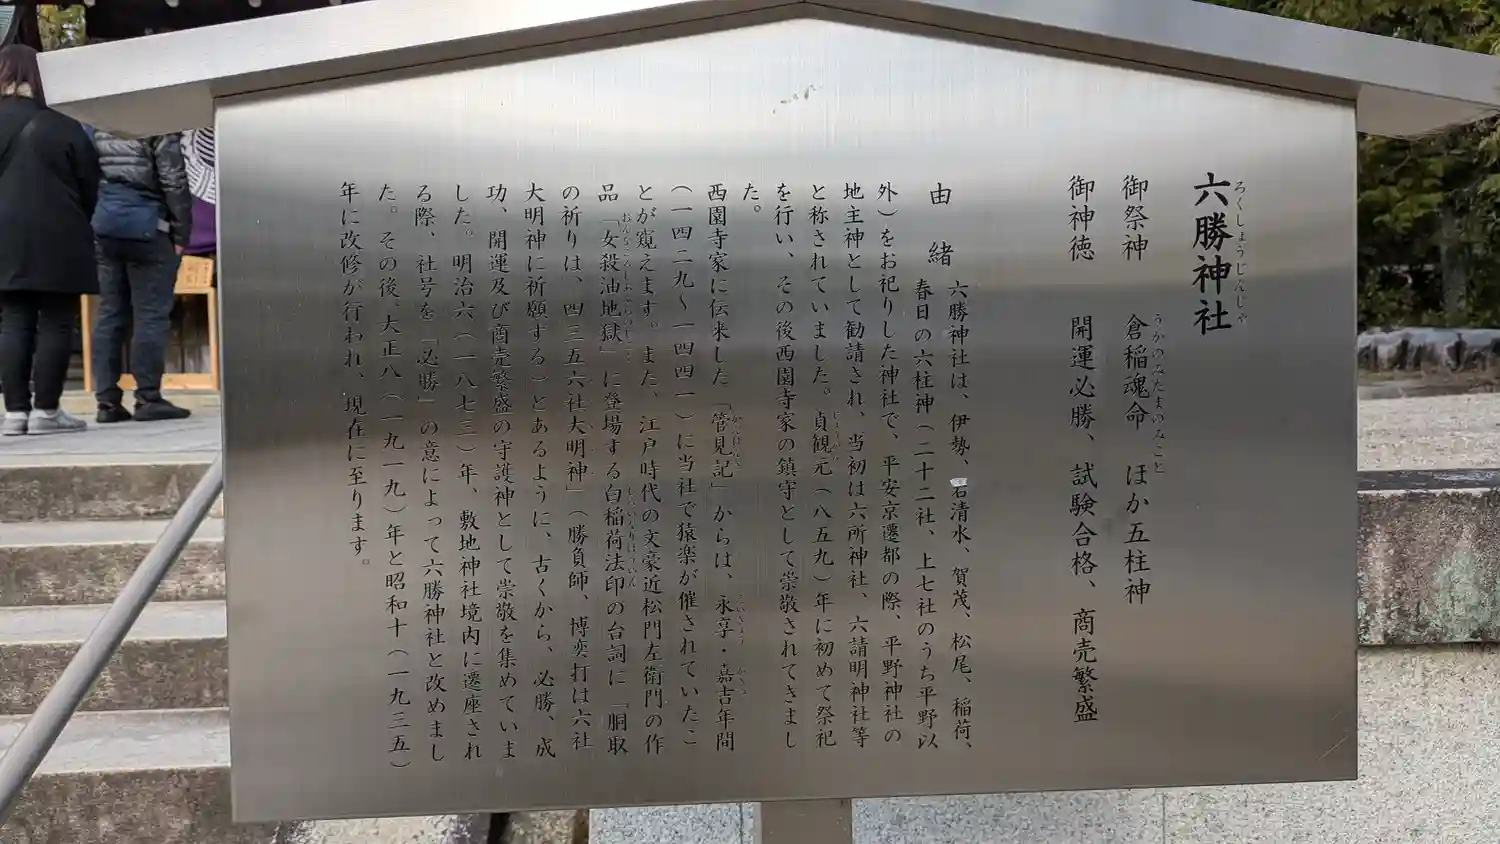 六勝神社
ろくしょうじんじゃ
御祭神 倉稲魂命、ほか五柱神
うかのみたまのみこと
御神徳 開運必勝、試験合格、商売繁盛
由緒
六勝神社は、伊勢、石清水、賀茂、松尾、稲荷、
春日の六柱神（二十二社、上七社のうち平野以
外）をお祀りした神社で、平安京遷都の際、平野神社の
地主神として勧請され、当初は六所神社、六請明神社等
と称されていました。貞観元（八五九）年に初めて祭祀
を行い、その後西園寺家の鎮守として崇敬されてきまし
た。
西園寺家に伝来した「管見記」からは、永享・嘉吉年間
（一四二九～一四四一）に当社で猿楽が催されていたこ
とが窺えます。また、江戸時代の文豪近松門左衛門の作
品「女殺油地獄」に登場する白稲荷法印の台詞に「胴取
の祈りは、四三五六社大明神」（勝負師、博奕打は六社
大明神に祈願する）とあるように、古くから、必勝、成
功、開運及び商売繁盛の守護神として崇敬を集めていま
した。明治六（一八七三）年、敷地神社境内に遷座され
る際、社号を「必勝」の意によって六勝神社と改めまし
た。その後、大正八（一九一九）年と昭和十（一九三五）
年に改修が行われ、現在に至ります。